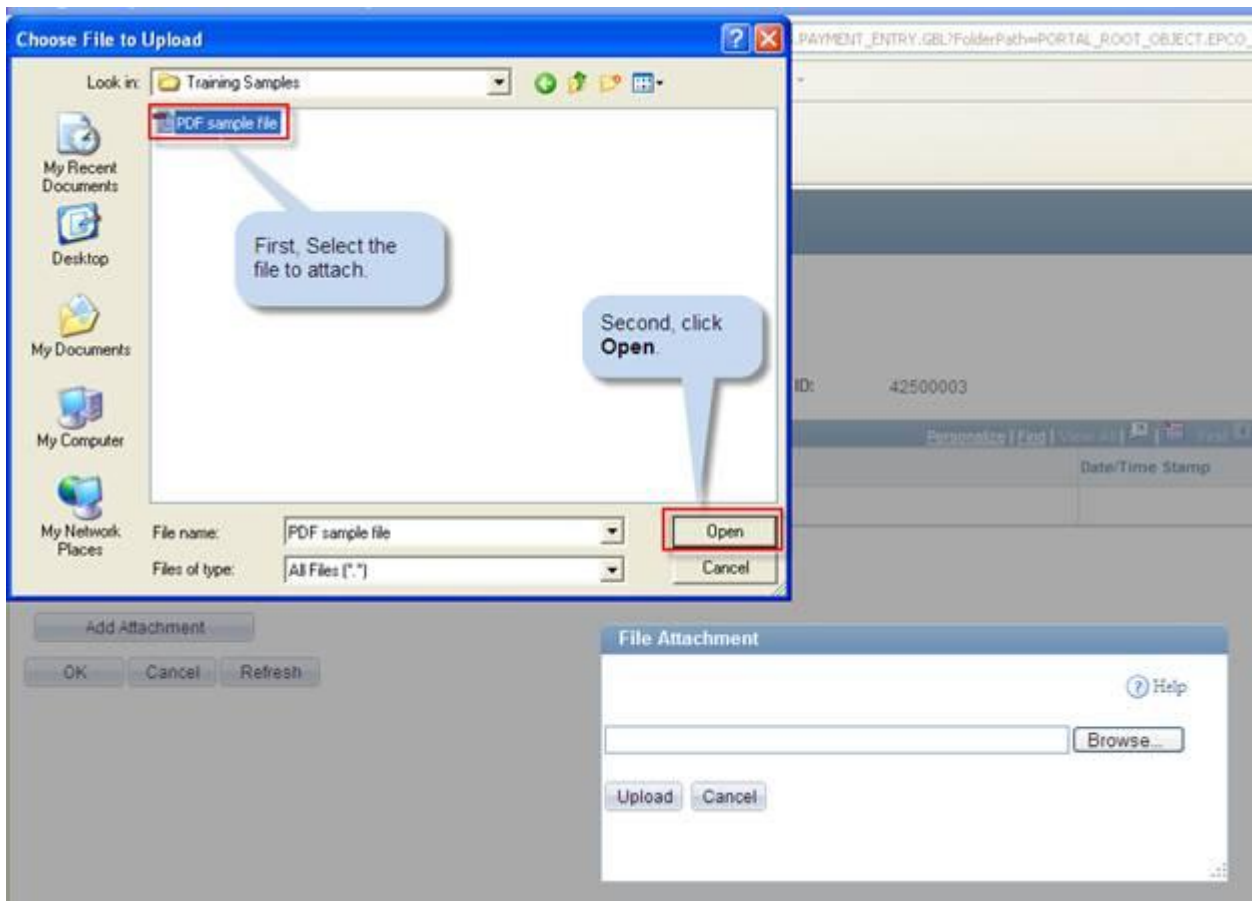 Choose File to Upload
.PAYMENT_ENTRY.GBL?FolderPath=PORTAL_ROOT_OBJECT.EPCO_
Look in:
Training Samples
PDF sample file
My Recent
Documents
Desktop
My Documents
My Computer
My Network
Places
First, Select the
file to attach.
Second, click
Open.
File name:
PDF sample file
Open
Files of type:
All Files (*.*)
Cancel
ID:
42500003
Personalize | Find | View All |
Date/Time Stamp
Add Attachment
OK
Cancel
Refresh
File Attachment
Help
Browse...
Upload
Cancel